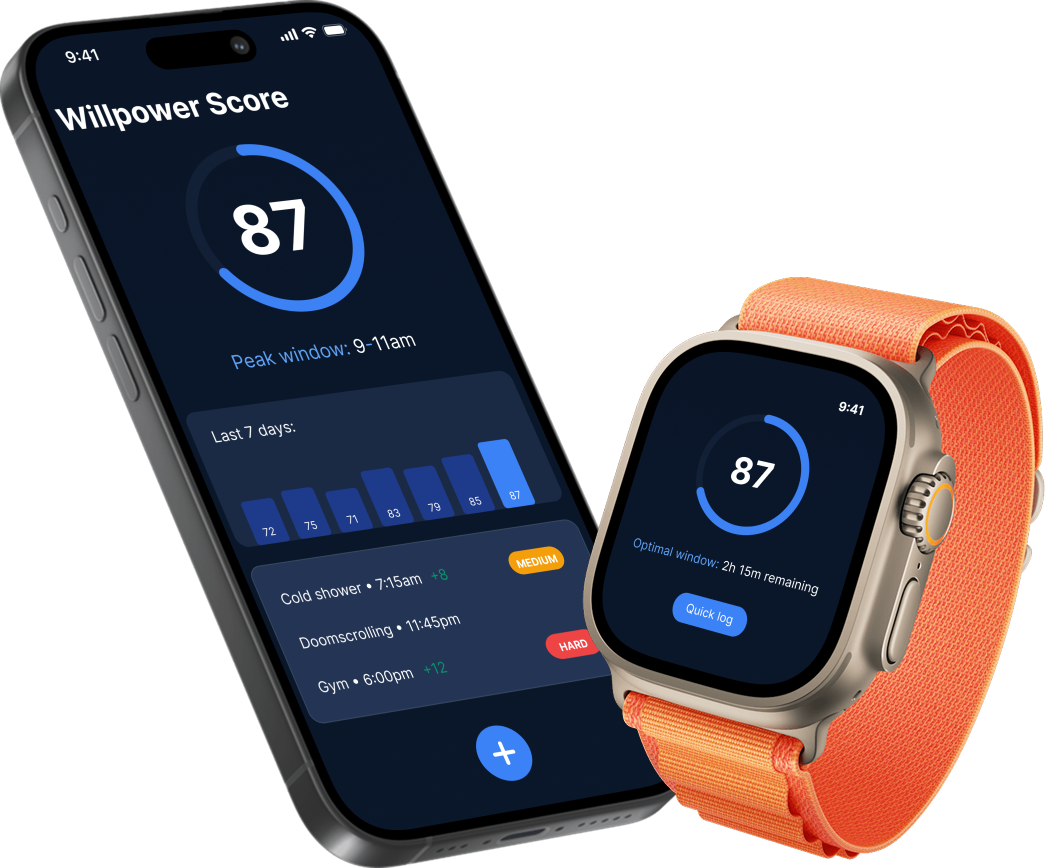 9:41
Willpower Score
87
Peak window: 9-11am
Last 7 days:
72 75 71 83 79 85 87
Cold shower • 7:15am +8 MEDIUM
Doomscrolling • 11:45pm
HARD
Gym • 6:00pm +12
9:41
87
Optimal window: 2h 15m remaining
Quick log